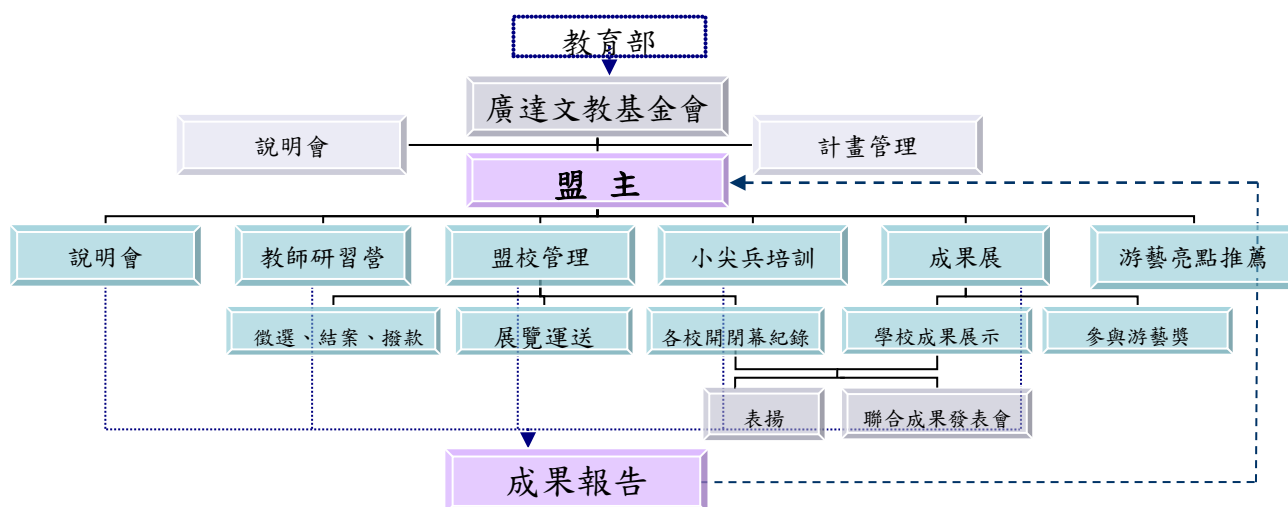 教育部
廣達文教基金會
說明會
計畫管理
盟 主
說明會
教師研習營
盟校管理
小尖兵培訓
成果展
游藝亮點推薦
徵選、結案、撥款
展覽運送
各校開閉幕紀錄
學校成果展示
參與游藝獎
表揚
聯合成果發表會
成果報告